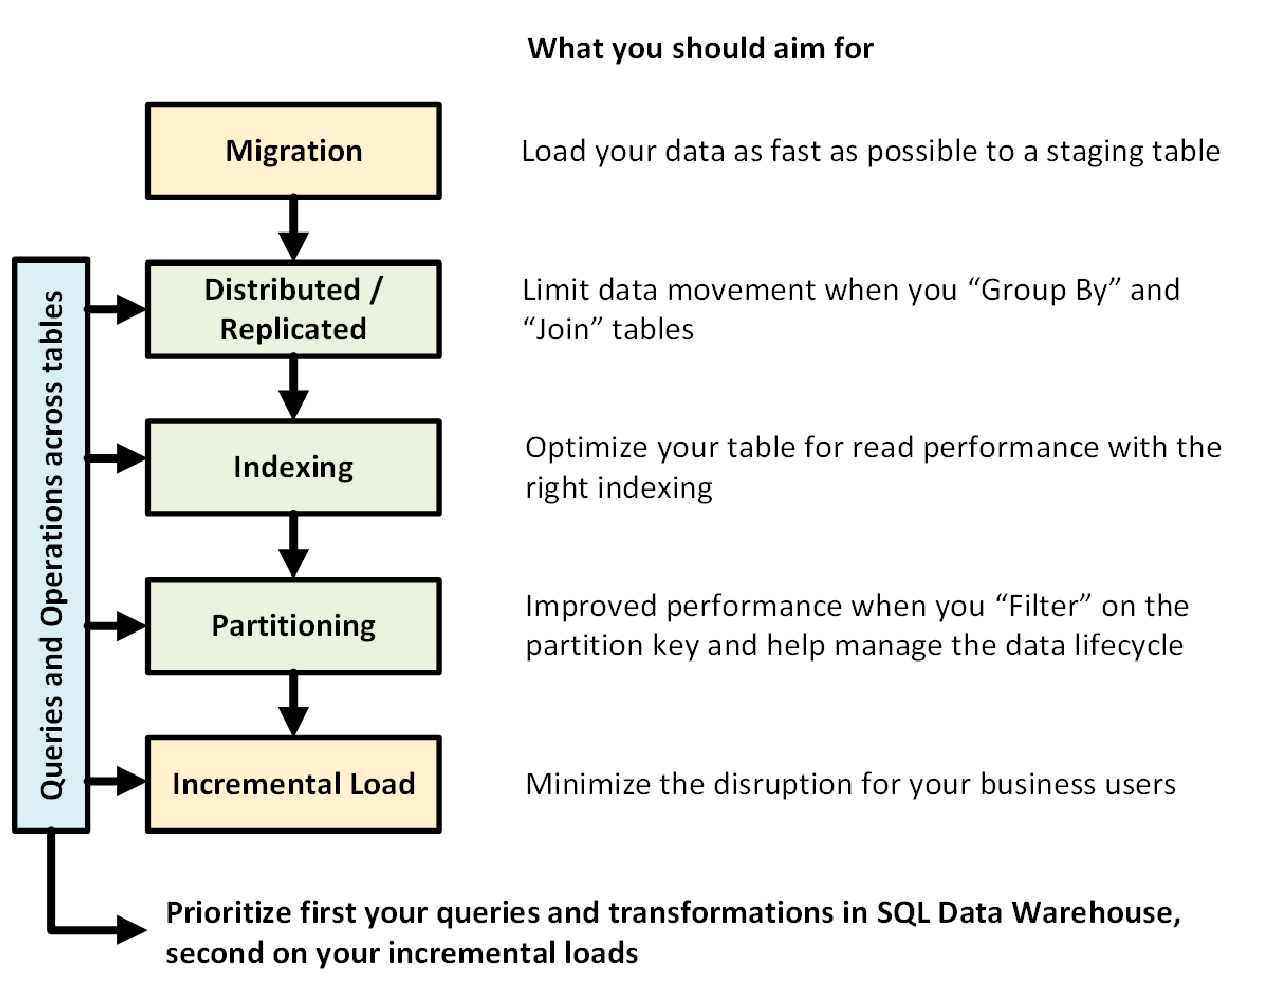 What you should aim for
Migration
Load your data as fast as possible to a staging table
Queries and Operations across tables
Distributed /
Replicated
Limit data movement when you “Group By” and
“Join” tables
Indexing
Optimize your table for read performance with the
right indexing
Partitioning
Improved performance when you “Filter” on the
partition key and help manage the data lifecycle
Incremental Load
Minimize the disruption for your business users
Prioritize first your queries and transformations in SQL Data Warehouse,
second on your incremental loads